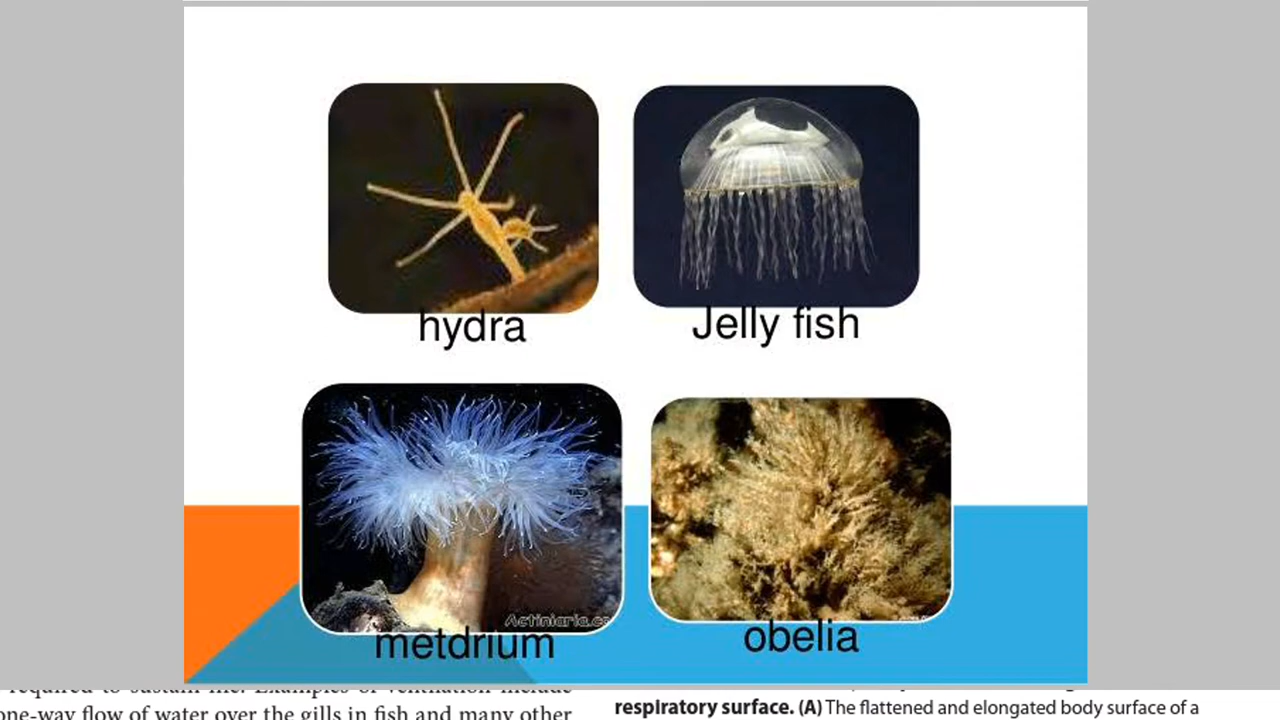 hydra
Jelly fish
Actiniaria.co
metdrium
obelia
required to sustain life. Examples of ventilation include
one-way flow of water over the gills in fish and many other
respiratory surface. (A) The flattened and elongated body surface of a